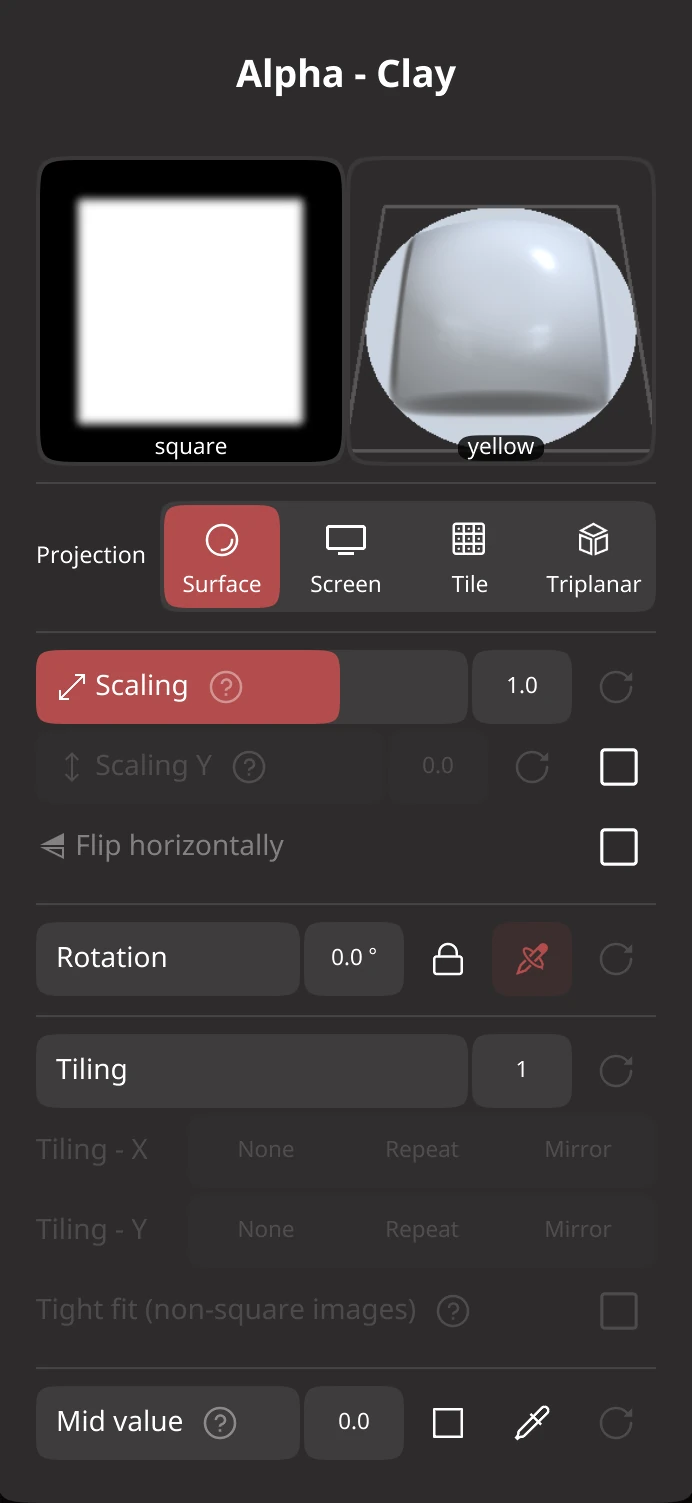 Alpha - Clay
square
yellow
Projection
Surface
Screen
Tile
Triplanar
Scaling ?
1.0
Scaling Y ?
0.0
Flip horizontally
Rotation
0.0 °
Tiling
1
Tiling - X
None
Repeat
Mirror
Tiling - Y
None
Repeat
Mirror
Tight fit (non-square images) ?
Mid value ?
0.0